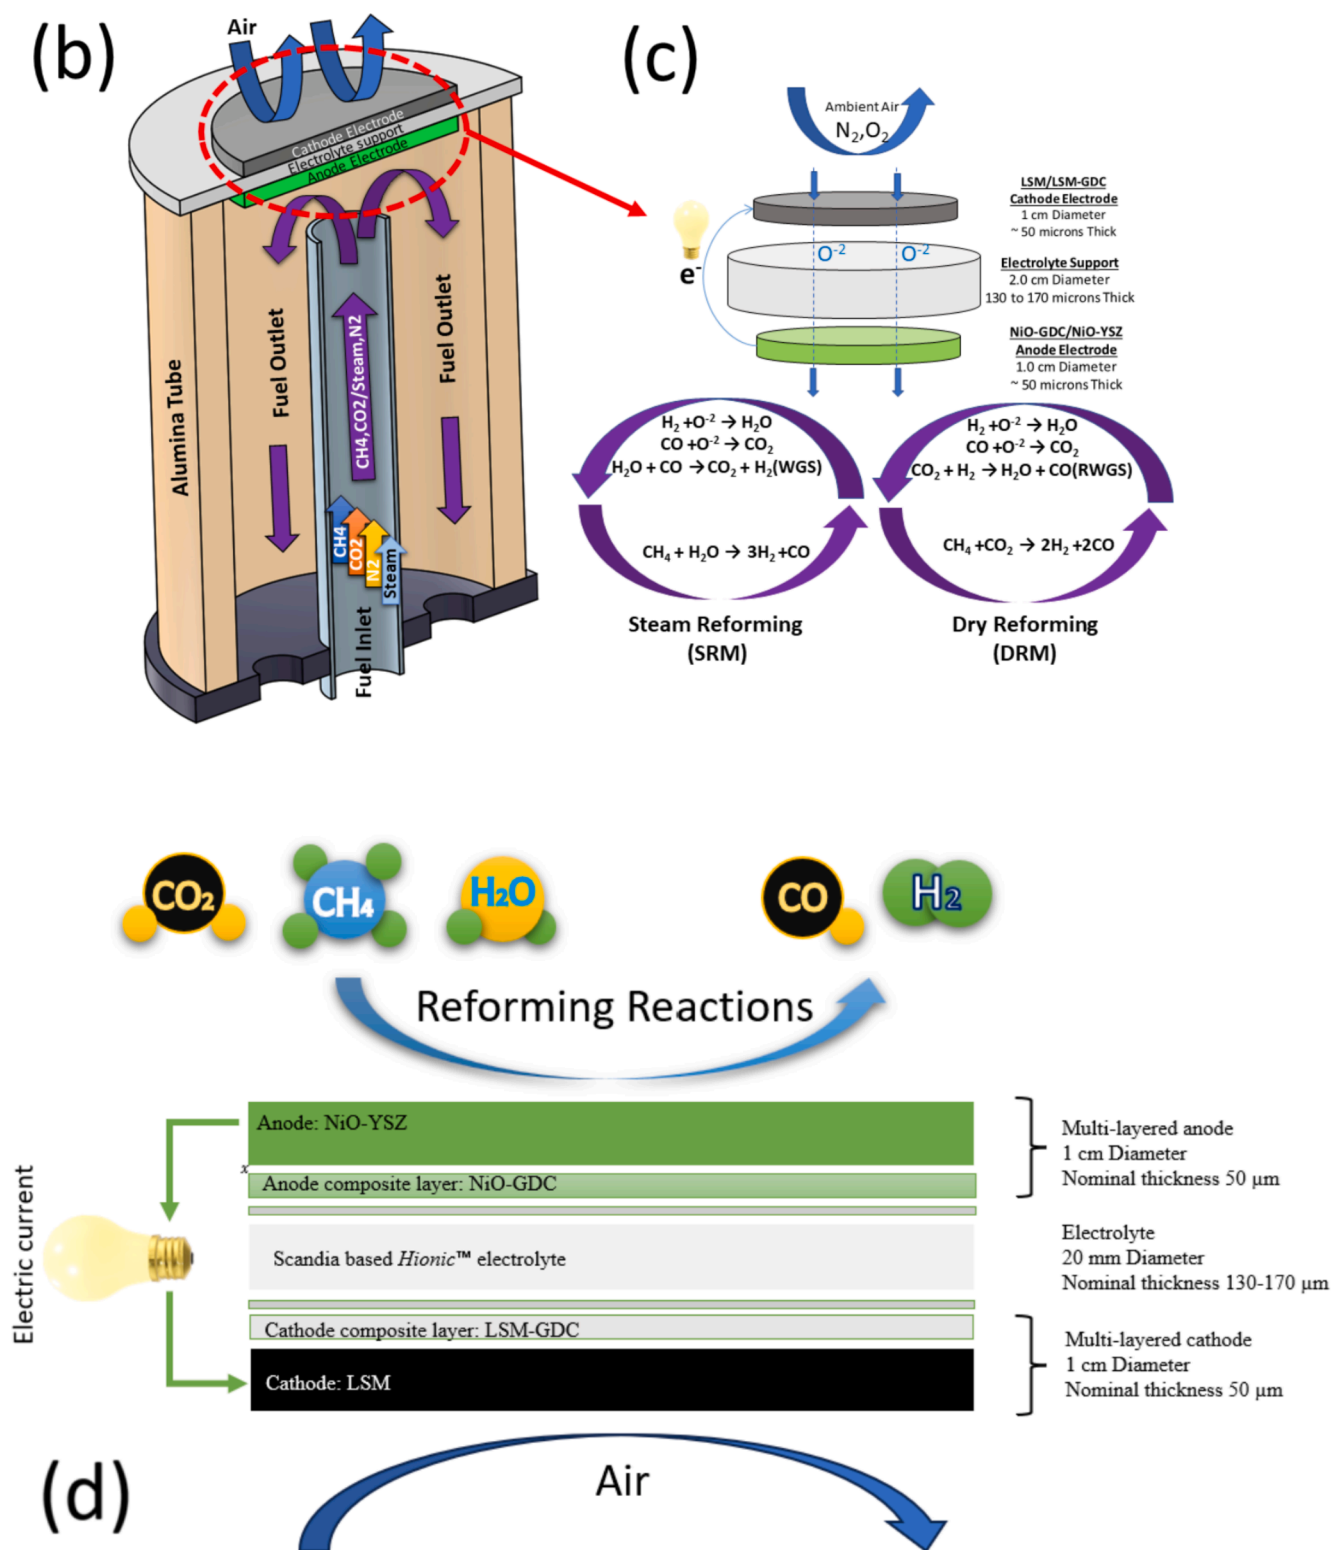 (b)
Air
Cathode Electrode
Electrolyte support
Anode Electrode
Alumina Tube
Fuel Outlet
CH4,CO2/Steam,N2
Fuel Outlet
CH4
CO2
N2
Steam
Fuel Inlet
(c)
Ambient Air
N₂,O₂
LSM/LSM-GDC
Cathode Electrode
1 cm Diameter
~ 50 microns Thick
O⁻² O⁻²
e⁻
Electrolyte Support
2.0 cm Diameter
130 to 170 microns Thick
NiO-GDC/NiO-YSZ
Anode Electrode
1.0 cm Diameter
~ 50 microns Thick
H₂ +O⁻² → H₂O
CO +O⁻² → CO₂
H₂O + CO → CO₂ + H₂(WGS)
CH₄ + H₂O → 3H₂ +CO
Steam Reforming
(SRM)
H₂ +O⁻² → H₂O
CO +O⁻² → CO₂
CO₂ + H₂ → H₂O + CO(RWGS)
CH₄ +CO₂ → 2H₂ +2CO
Dry Reforming
(DRM)
CO₂ CH₄ H₂O CO H₂
Reforming Reactions
Anode: NiO-YSZ
x
Anode composite layer: NiO-GDC
Multi-layered anode
1 cm Diameter
Nominal thickness 50 µm
Electric current
Scandia based Hionic™ electrolyte
Electrolyte
20 mm Diameter
Nominal thickness 130-170 µm
Cathode composite layer: LSM-GDC
Cathode: LSM
Multi-layered cathode
1 cm Diameter
Nominal thickness 50 µm
(d)
Air